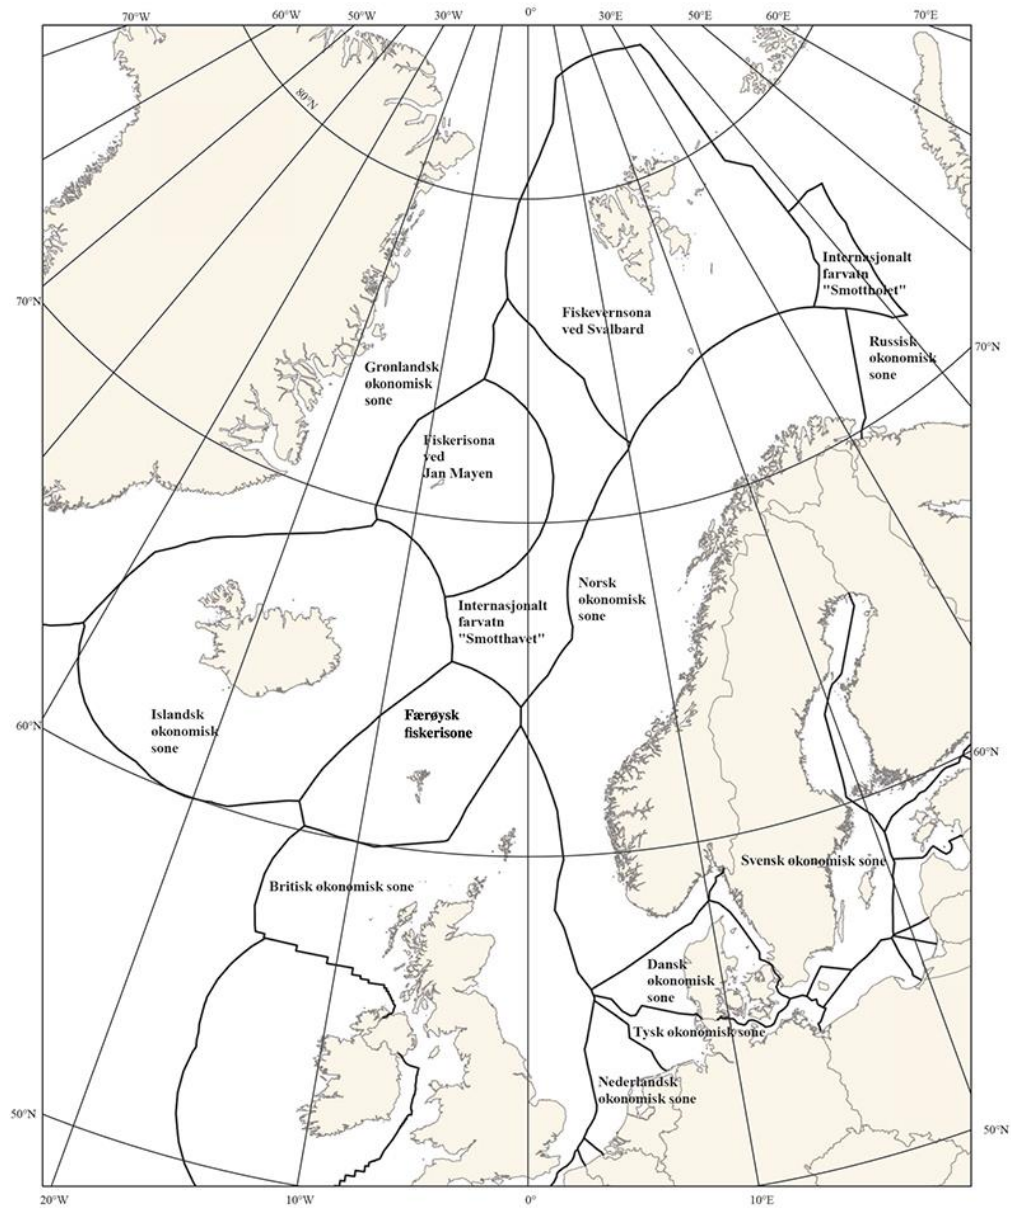 70°W
60°W
50°W
30°W
0°
30°E
50°E
60°E
70°E
80°N
70°N
Internasjonalt
farvatn
"Smottholet"
Fiskevernsona
ved Svalbard
Russisk
økonomisk
sone
70°N
Grønlandsk
økonomisk
sone
Fiskerisona
ved
Jan Mayen
Norsk
økonomisk
sone
Internasjonalt
farvatn
"Smotthavet"
Islandsk
økonomisk
sone
Færøysk
fiskerisone
60°N
60°N
Svensk økonomisk sone
Britisk økonomisk sone
Dansk
økonomisk
sone
Tysk økonomisk sone
Nederlandsk
økonomisk sone
50°N
50°N
20°W
10°W
0°
10°E